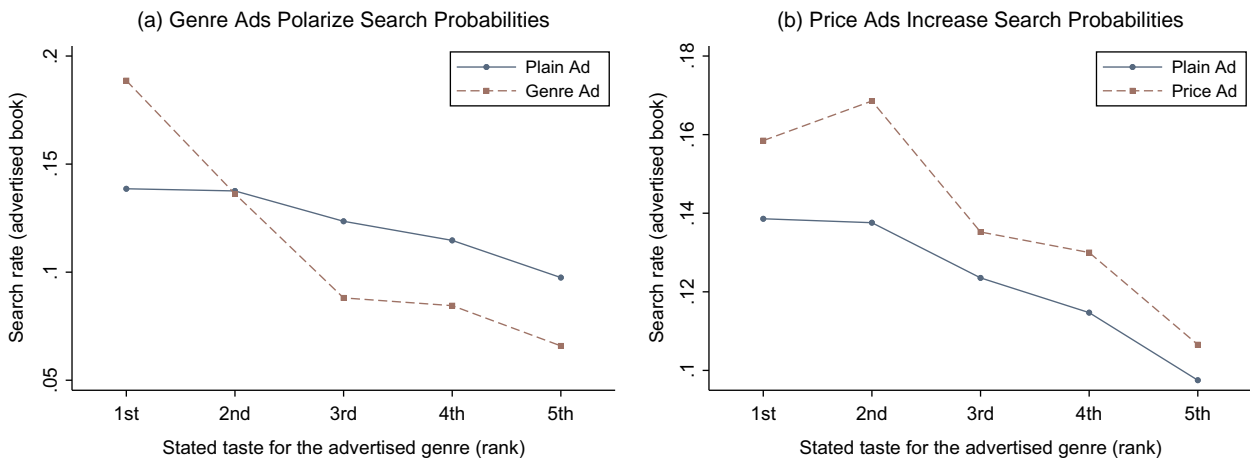 (a) Genre Ads Polarize Search Probabilities
Plain Ad
Genre Ad
Search rate (advertised book)
.2
.15
.1
.05
1st 2nd 3rd 4th 5th
Stated taste for the advertised genre (rank)
(b) Price Ads Increase Search Probabilities
Plain Ad
Price Ad
Search rate (advertised book)
.18
.16
.14
.12
.1
1st 2nd 3rd 4th 5th
Stated taste for the advertised genre (rank)